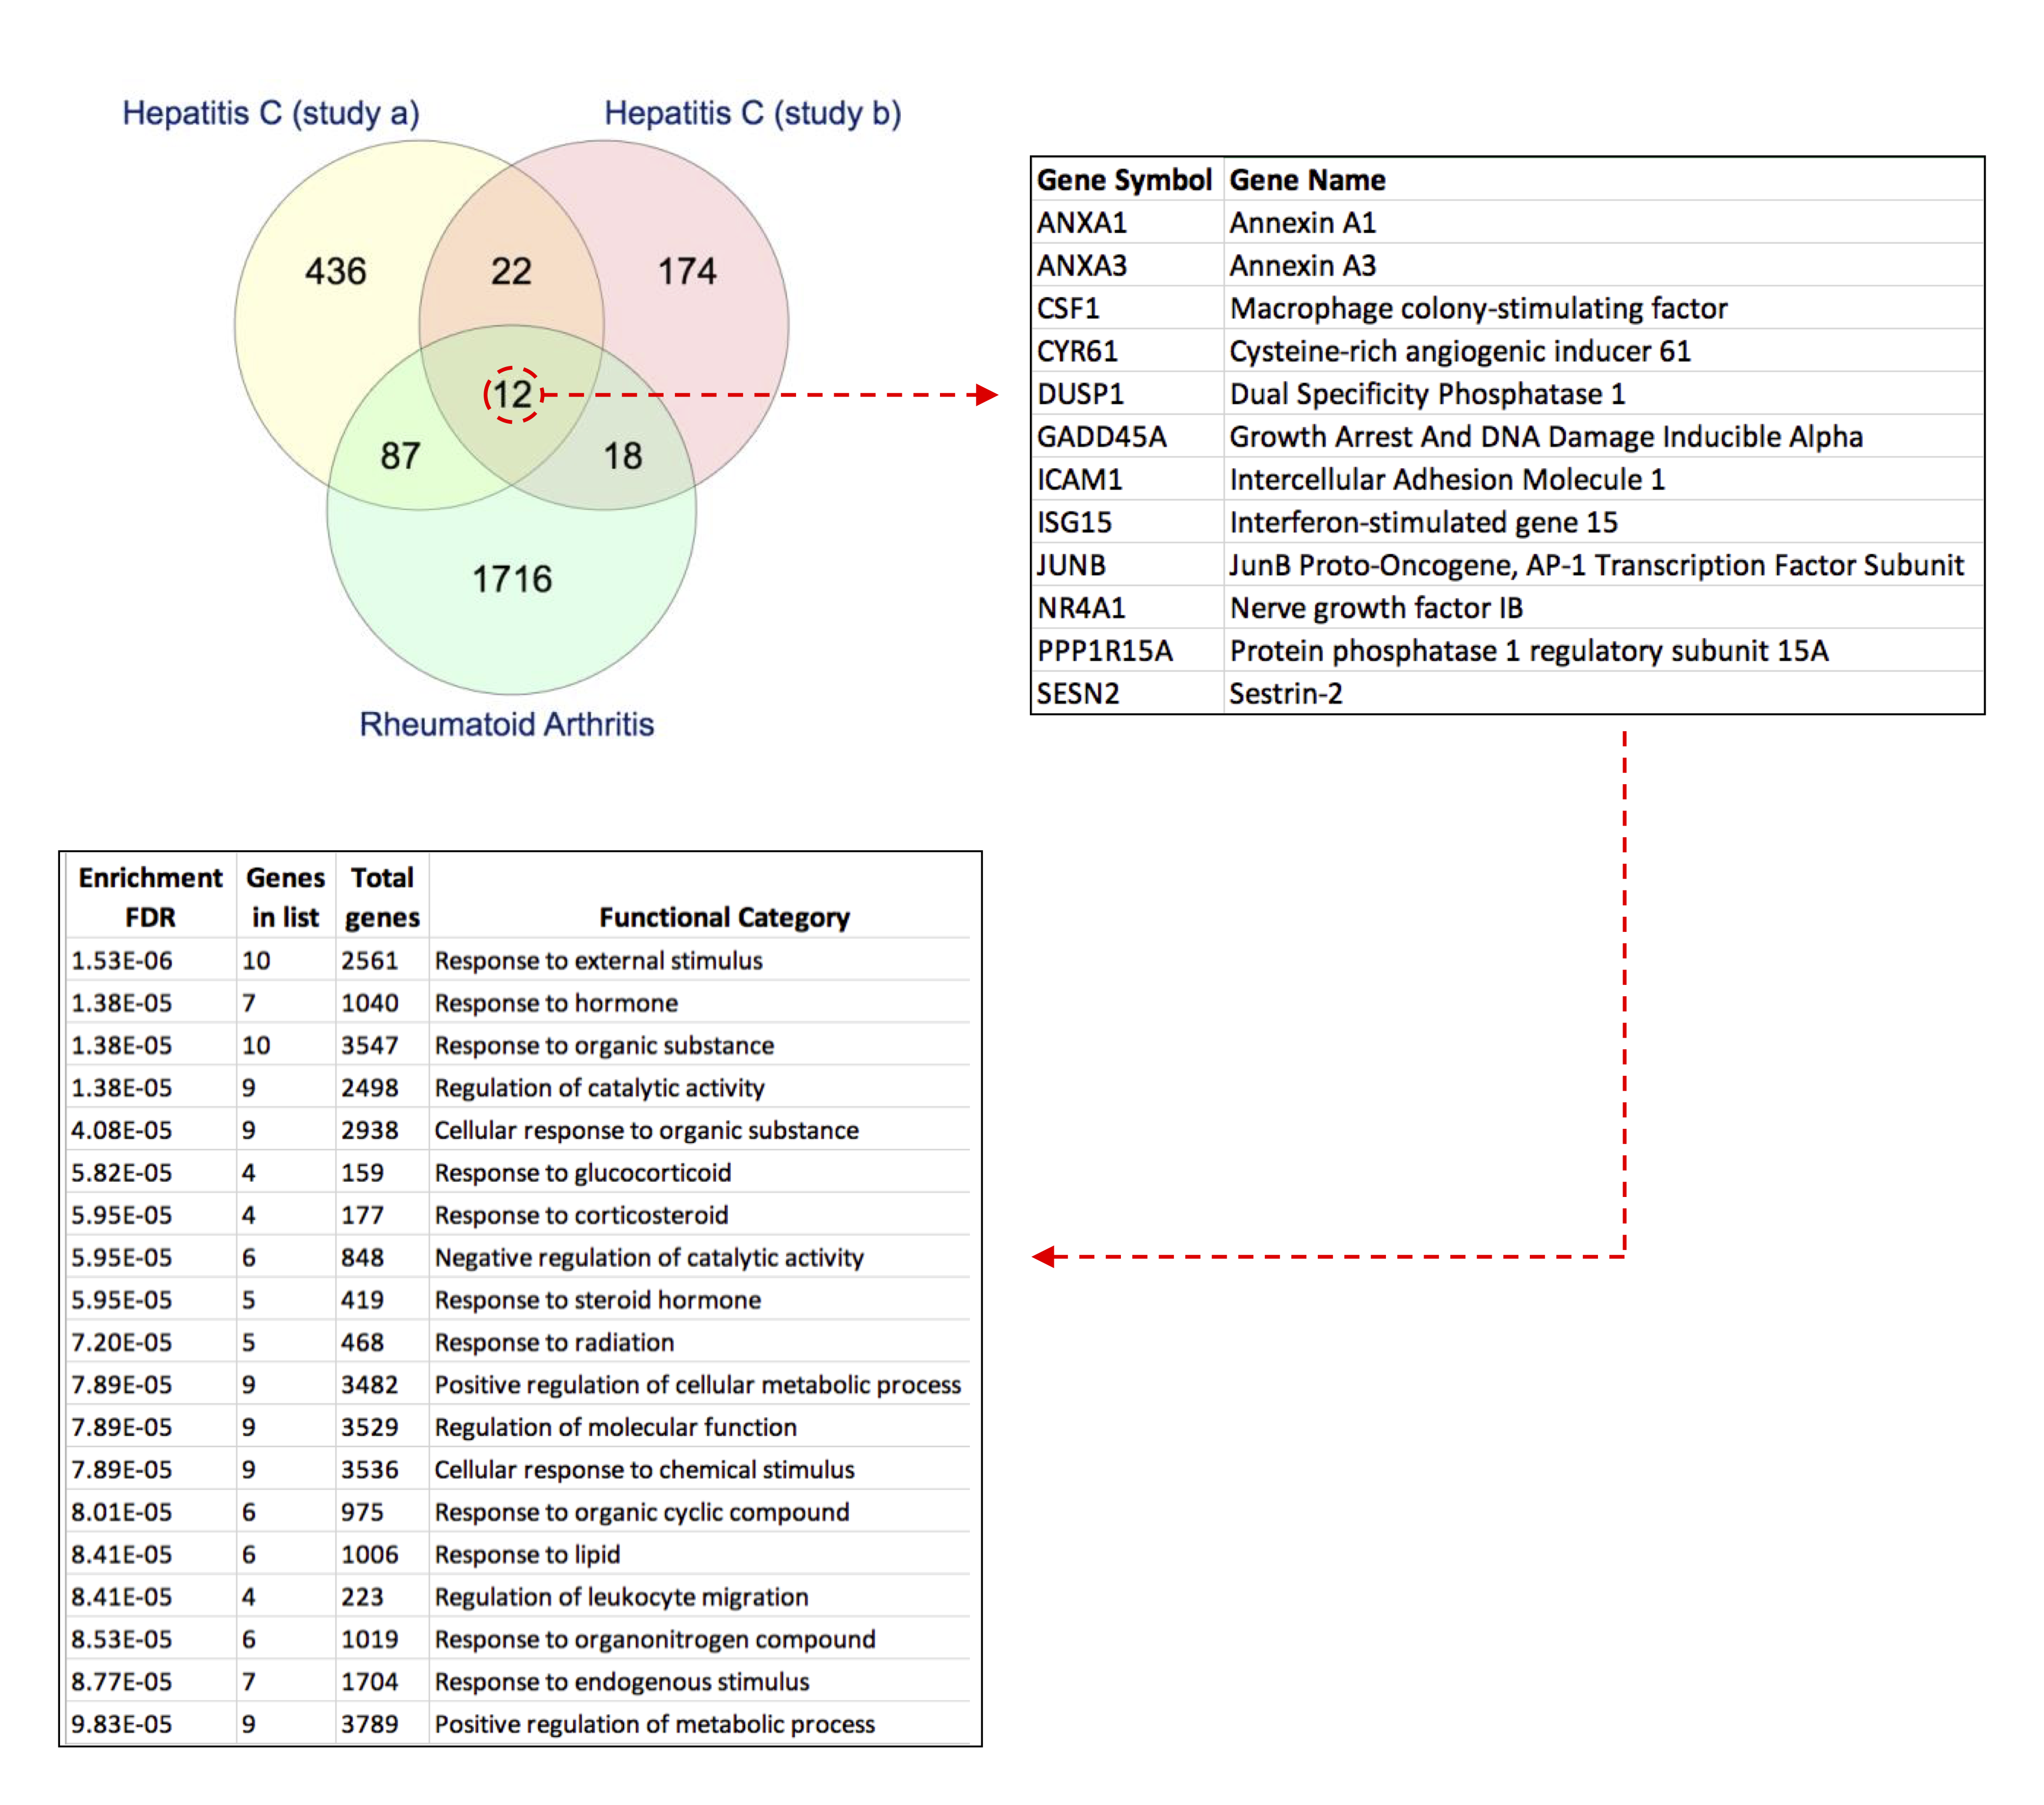 Hepatitis C (study a)
Hepatitis C (study b)
436
22
174
12
87
18
1716
Rheumatoid Arthritis
Gene Symbol Gene Name
ANXA1 Annexin A1
ANXA3 Annexin A3
CSF1 Macrophage colony-stimulating factor
CYR61 Cysteine-rich angiogenic inducer 61
DUSP1 Dual Specificity Phosphatase 1
GADD45A Growth Arrest And DNA Damage Inducible Alpha
ICAM1 Intercellular Adhesion Molecule 1
ISG15 Interferon-stimulated gene 15
JUNB JunB Proto-Oncogene, AP-1 Transcription Factor Subunit
NR4A1 Nerve growth factor IB
PPP1R15A Protein phosphatase 1 regulatory subunit 15A
SESN2 Sestrin-2
Enrichment Genes Total
FDR in list genes Functional Category
1.53E-06 10 2561 Response to external stimulus
1.38E-05 7 1040 Response to hormone
1.38E-05 10 3547 Response to organic substance
1.38E-05 9 2498 Regulation of catalytic activity
4.08E-05 9 2938 Cellular response to organic substance
5.82E-05 4 159 Response to glucocorticoid
5.95E-05 4 177 Response to corticosteroid
5.95E-05 6 848 Negative regulation of catalytic activity
5.95E-05 5 419 Response to steroid hormone
7.20E-05 5 468 Response to radiation
7.89E-05 9 3482 Positive regulation of cellular metabolic process
7.89E-05 9 3529 Regulation of molecular function
7.89E-05 9 3536 Cellular response to chemical stimulus
8.01E-05 6 975 Response to organic cyclic compound
8.41E-05 6 1006 Response to lipid
8.41E-05 4 223 Regulation of leukocyte migration
8.53E-05 6 1019 Response to organonitrogen compound
8.77E-05 7 1704 Response to endogenous stimulus
9.83E-05 9 3789 Positive regulation of metabolic process